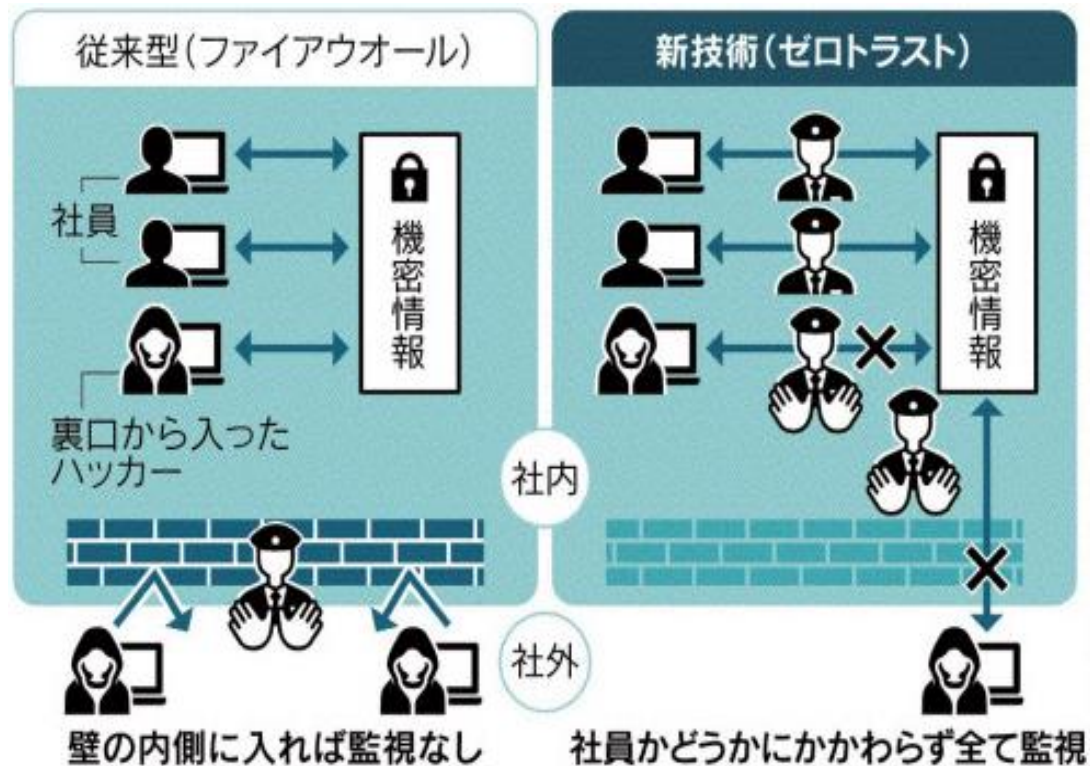 従来型(ファイアウオール)
社員
機密情報
裏口から入った
ハッカー
新技術(ゼロトラスト)
機密情報
社内
社外
壁の内側に入れば監視なし
社員かどうかにかかわらず全て監視